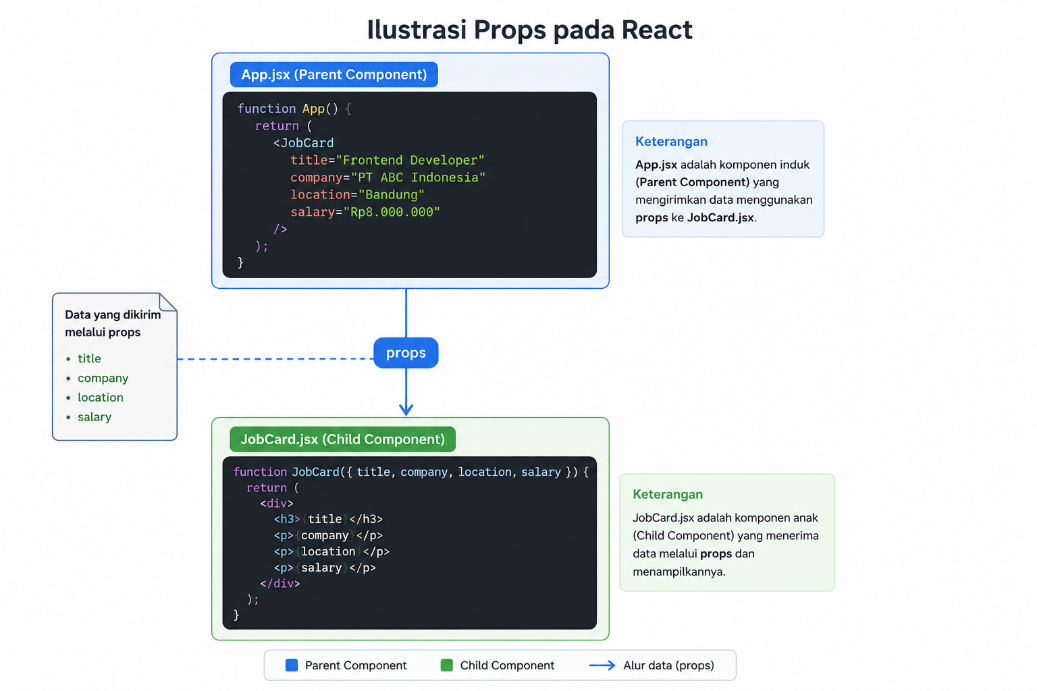 Ilustrasi Props pada React
App.jsx (Parent Component)
function App() {
return (
<JobCard
title="Frontend Developer"
company="PT ABC Indonesia"
location="Bandung"
salary="Rp8.000.000"
/>
);
}
Keterangan
App.jsx adalah komponen induk
(Parent Component) yang
mengirimkan data menggunakan
props ke JobCard.jsx.
Data yang dikirim
melalui props
• title
• company
• location
• salary
props
JobCard.jsx (Child Component)
function JobCard({ title, company, location, salary }) {
return (
<div>
<h3>{title}</h3>
<p>{company}</p>
<p>{location}</p>
<p>{salary}</p>
</div>
);
}
Keterangan
JobCard.jsx adalah komponen anak
(Child Component) yang menerima
data melalui props dan
menampilkannya.
Parent Component
Child Component
Alur data (props)